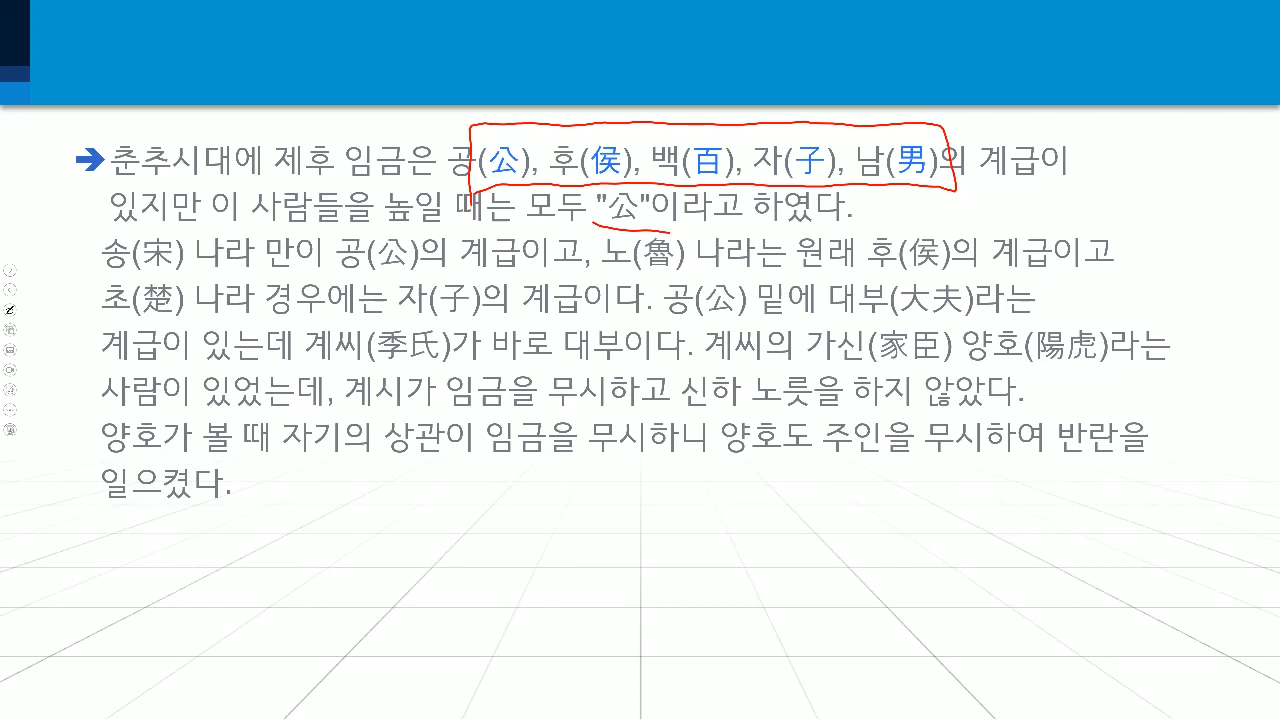 춘추시대에 제후 임금은 공(公), 후(侯), 백(百), 자(子), 남(男)의 계급이
있지만 이 사람들을 높일 때는 모두 "公"이라고 하였다.
송(宋) 나라 만이 공(公)의 계급이고, 노(魯) 나라는 원래 후(侯)의 계급이고
초(楚) 나라 경우에는 자(子)의 계급이다. 공(公) 밑에 대부(大夫)라는
계급이 있는데 계씨(季氏)가 바로 대부이다. 계씨의 가신(家臣) 양호(陽虎)라는
사람이 있었는데, 계시가 임금을 무시하고 신하 노릇을 하지 않았다.
양호가 볼 때 자기의 상관이 임금을 무시하니 양호도 주인을 무시하여 반란을
일으켰다.